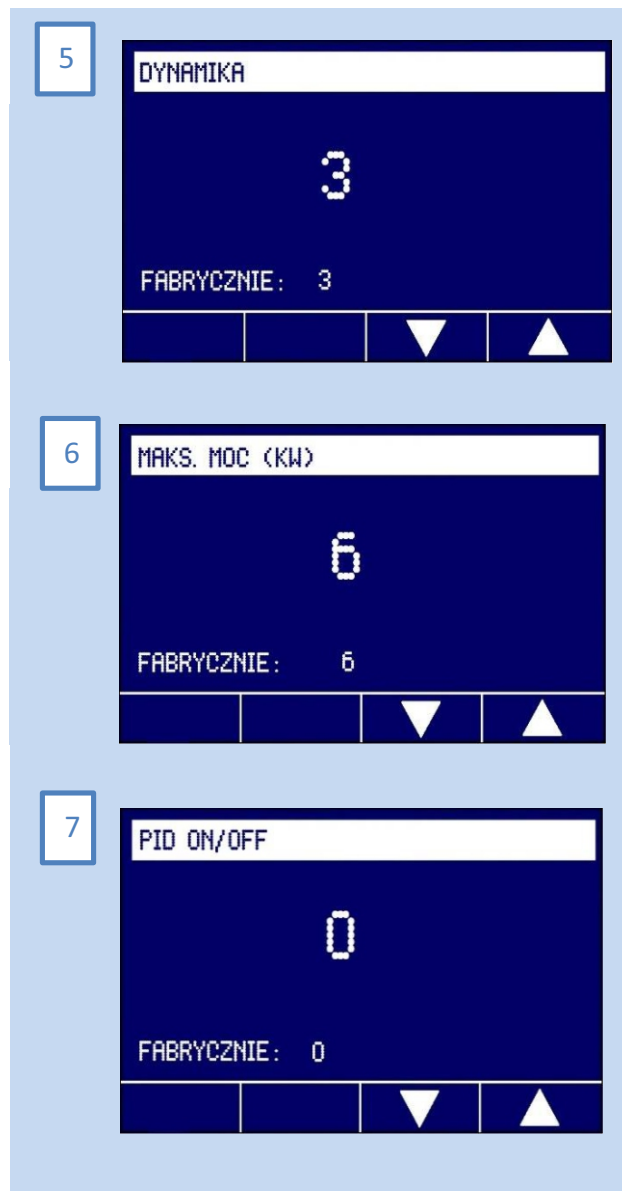 5
DYNAMIKA
3
FABRYCZNIE: 3
6
MAKS. MOC (KW)
6
FABRYCZNIE: 6
7
PID ON/OFF
0
FABRYCZNIE: 0